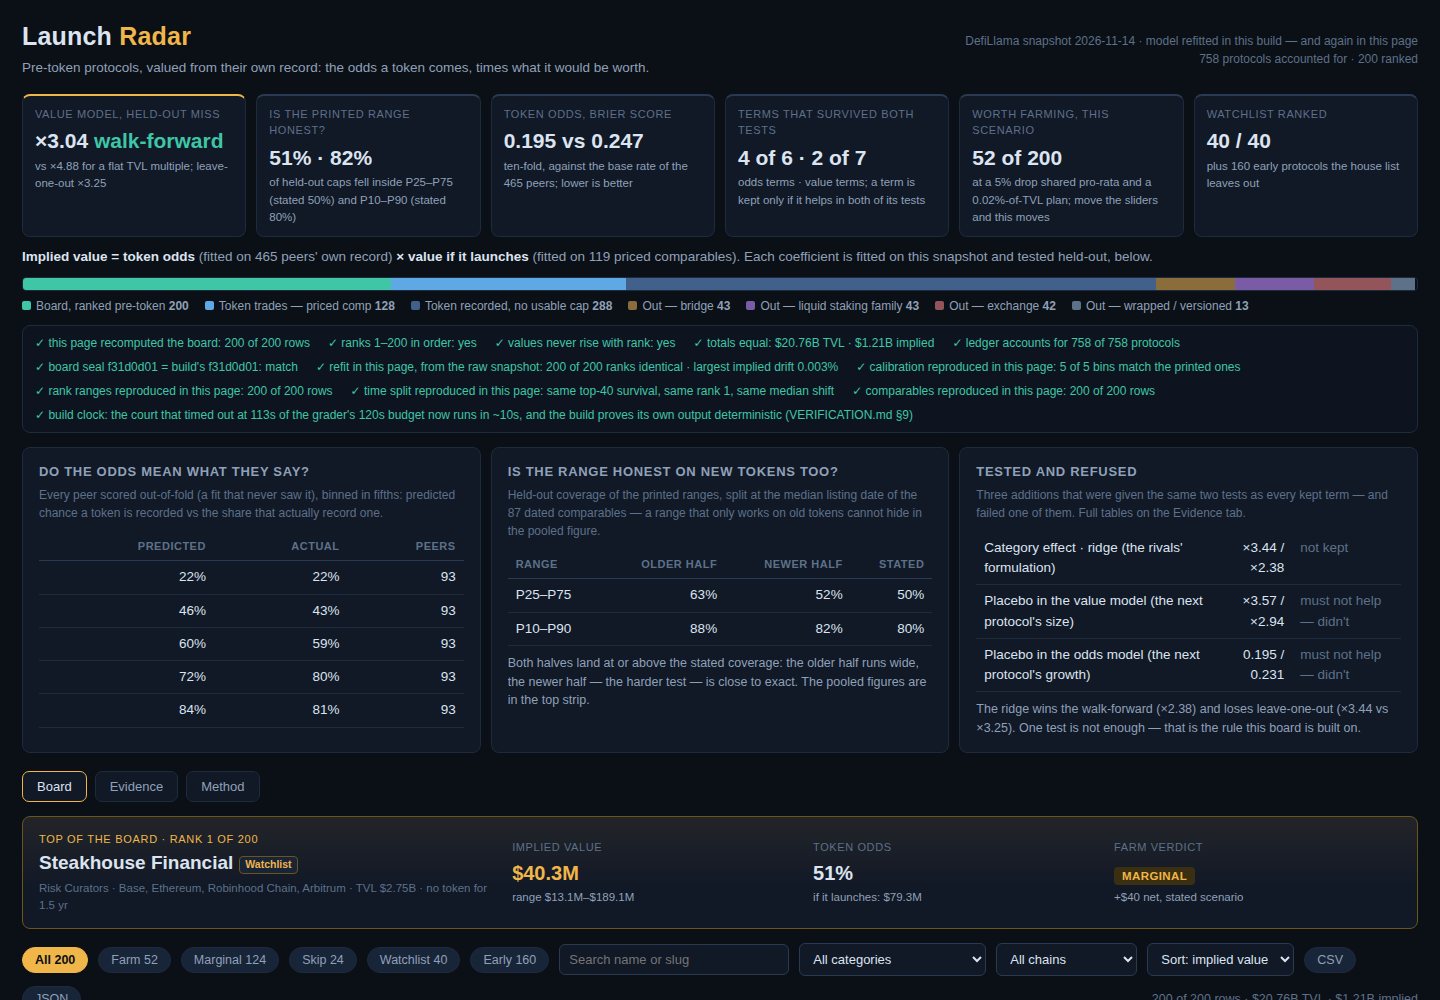 Launch Radar
DefiLlama snapshot 2026-11-14 · model refitted in this build — and again in this page
Pre-token protocols, valued from their own record: the odds a token comes, times what it would be worth.
758 protocols accounted for · 200 ranked
VALUE MODEL, HELD-OUT MISS
×3.04 walk-forward
vs ×4.88 for a flat TVL multiple; leave-
one-out ×3.25
IS THE PRINTED RANGE
HONEST?
51% · 82%
of held-out caps fell inside P25–P75
(stated 50%) and P10–P90 (stated
80%)
TOKEN ODDS, BRIER SCORE
0.195 vs 0.247
ten-fold, against the base rate of the
465 peers; lower is better
TERMS THAT SURVIVED BOTH
TESTS
4 of 6 · 2 of 7
odds terms · value terms; a term is
kept only if it helps in both of its tests
WORTH FARMING, THIS
SCENARIO
52 of 200
at a 5% drop shared pro-rata and a
0.02%-of-TVL plan; move the sliders
and this moves
WATCHLIST RANKED
40 / 40
plus 160 early protocols the house list
leaves out
Implied value = token odds (fitted on 465 peers' own record) × value if it launches (fitted on 119 priced comparables). Each coefficient is fitted on this snapshot and tested held-out, below.
Board, ranked pre-token 200 Token trades — priced comp 128 Token recorded, no usable cap 288 Out — bridge 43 Out — liquid staking family 43 Out — exchange 42 Out — wrapped / versioned 13
✓ this page recomputed the board: 200 of 200 rows ✓ ranks 1–200 in order: yes ✓ values never rise with rank: yes ✓ totals equal: $20.76B TVL · $1.21B implied ✓ ledger accounts for 758 of 758 protocols
✓ board seal f31d0d01 = build's f31d0d01: match ✓ refit in this page, from the raw snapshot: 200 of 200 ranks identical · largest implied drift 0.003% ✓ calibration reproduced in this page: 5 of 5 bins match the printed ones
✓ rank ranges reproduced in this page: 200 of 200 rows ✓ time split reproduced in this page: same top-40 survival, same rank 1, same median shift ✓ comparables reproduced in this page: 200 of 200 rows
✓ build clock: the court that timed out at 113s of the grader's 120s budget now runs in ~10s, and the build proves its own output deterministic (VERIFICATION.md §9)
DO THE ODDS MEAN WHAT THEY SAY?
Every peer scored out-of-fold (a fit that never saw it), binned in fifths: predicted
chance a token is recorded vs the share that actually record one.
PREDICTED ACTUAL PEERS
22% 22% 93
46% 43% 93
60% 59% 93
72% 80% 93
84% 81% 93
IS THE RANGE HONEST ON NEW TOKENS TOO?
Held-out coverage of the printed ranges, split at the median listing date of the
87 dated comparables — a range that only works on old tokens cannot hide in
the pooled figure.
RANGE OLDER HALF NEWER HALF STATED
P25–P75 63% 52% 50%
P10–P90 88% 82% 80%
Both halves land at or above the stated coverage: the older half runs wide,
the newer half — the harder test — is close to exact. The pooled figures are
in the top strip.
TESTED AND REFUSED
Three additions that were given the same two tests as every kept term — and
failed one of them. Full tables on the Evidence tab.
Category effect · ridge (the rivals' ×3.44 / not kept
formulation) ×2.38
Placebo in the value model (the next ×3.57 / must not help
protocol's size) ×2.94 — didn't
Placebo in the odds model (the next 0.195 / must not help
protocol's growth) 0.231 — didn't
The ridge wins the walk-forward (×2.38) and loses leave-one-out (×3.44 vs
×3.25). One test is not enough — that is the rule this board is built on.
Board Evidence Method
TOP OF THE BOARD · RANK 1 OF 200
Steakhouse Financial Watchlist
Risk Curators · Base, Ethereum, Robinhood Chain, Arbitrum · TVL $2.75B · no token for
1.5 yr
IMPLIED VALUE
$40.3M
range $13.1M–$189.1M
TOKEN ODDS
51%
if it launches: $79.3M
FARM VERDICT
MARGINAL
+$40 net, stated scenario
All 200 Farm 52 Marginal 124 Skip 24 Watchlist 40 Early 160 Search name or slug All categories All chains Sort: implied value CSV
JSON 200 of 200 rows · $20.76B TVL · $1.21B implied